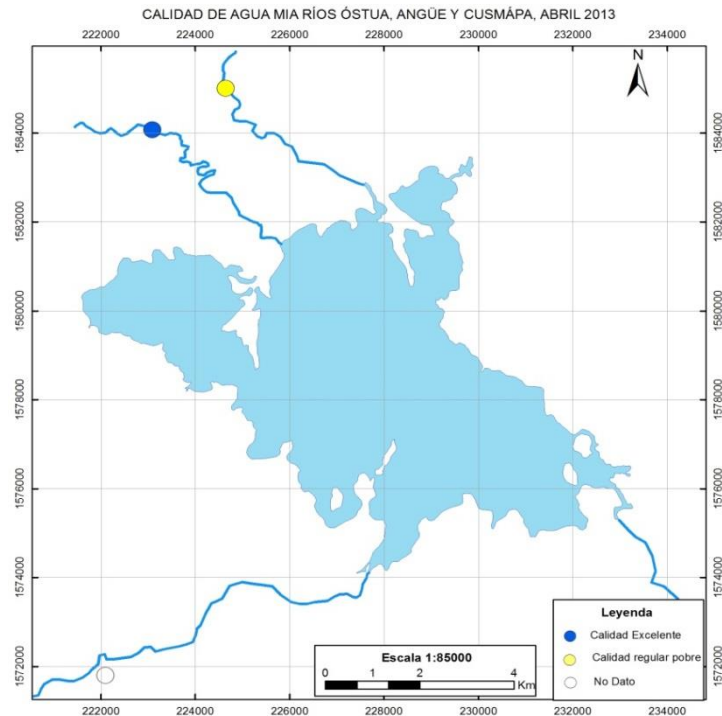 CALIDAD DE AGUA MIA RÍOS ÓSTUA, ANGÜE Y CUSMÁPA, ABRIL 2013
222000 224000 226000 228000 230000 232000 234000
N
1584000 1584000
1582000 1582000
1580000 1580000
1578000 1578000
1576000 1576000
1574000 1574000
1572000 1572000
Leyenda
Calidad Excelente
Calidad regular pobre
No Dato
Escala 1:85000
0 1 2 4
Km
222000 224000 226000 228000 230000 232000 234000